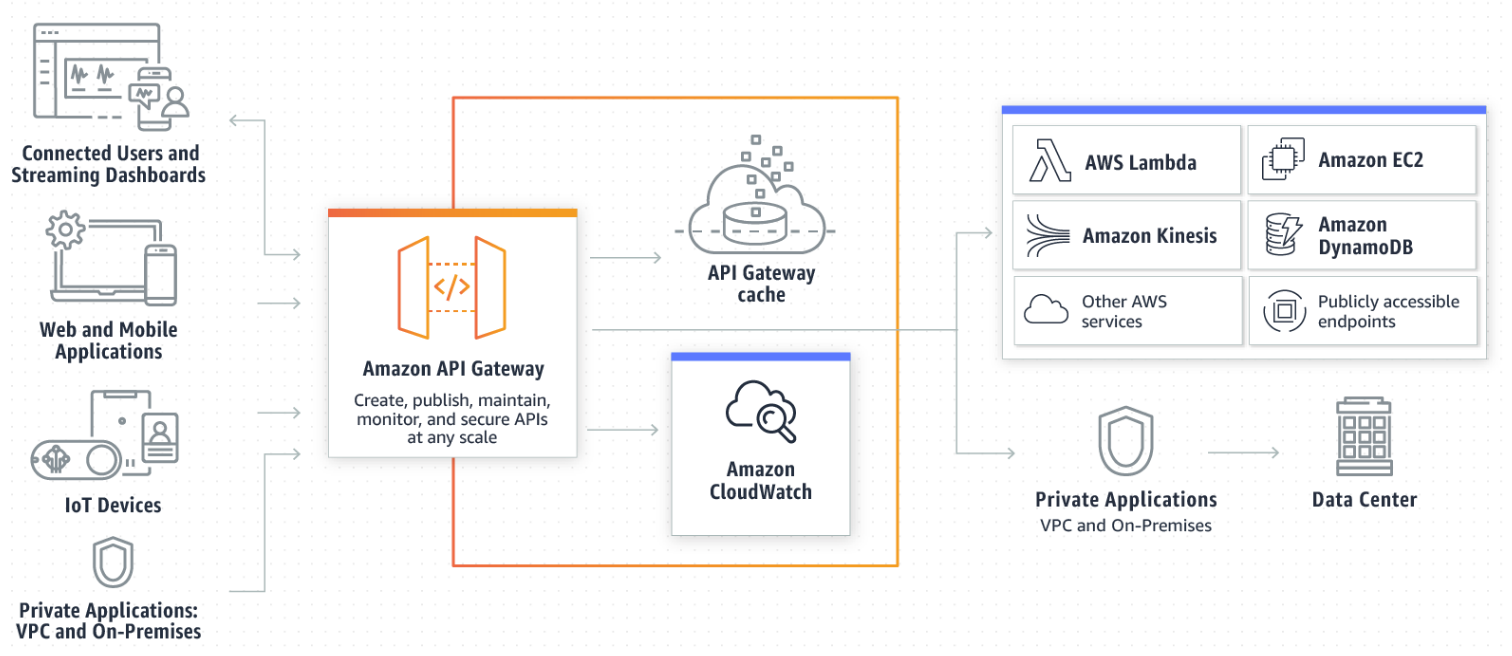 Connected Users and
Streaming Dashboards
Web and Mobile
Applications
IoT Devices
Private Applications:
VPC and On-Premises
</>
Amazon API Gateway
Create, publish, maintain,
monitor, and secure APIs
at any scale
API Gateway
cache
Amazon
CloudWatch
AWS Lambda
Amazon EC2
Amazon Kinesis
Amazon
DynamoDB
Other AWS
services
Publicly accessible
endpoints
Private Applications
VPC and On-Premises
Data Center